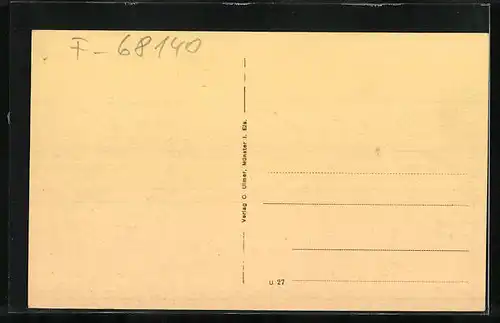 F - 68140
Verlag O. Ulmer, Münster i. Els.
U 27